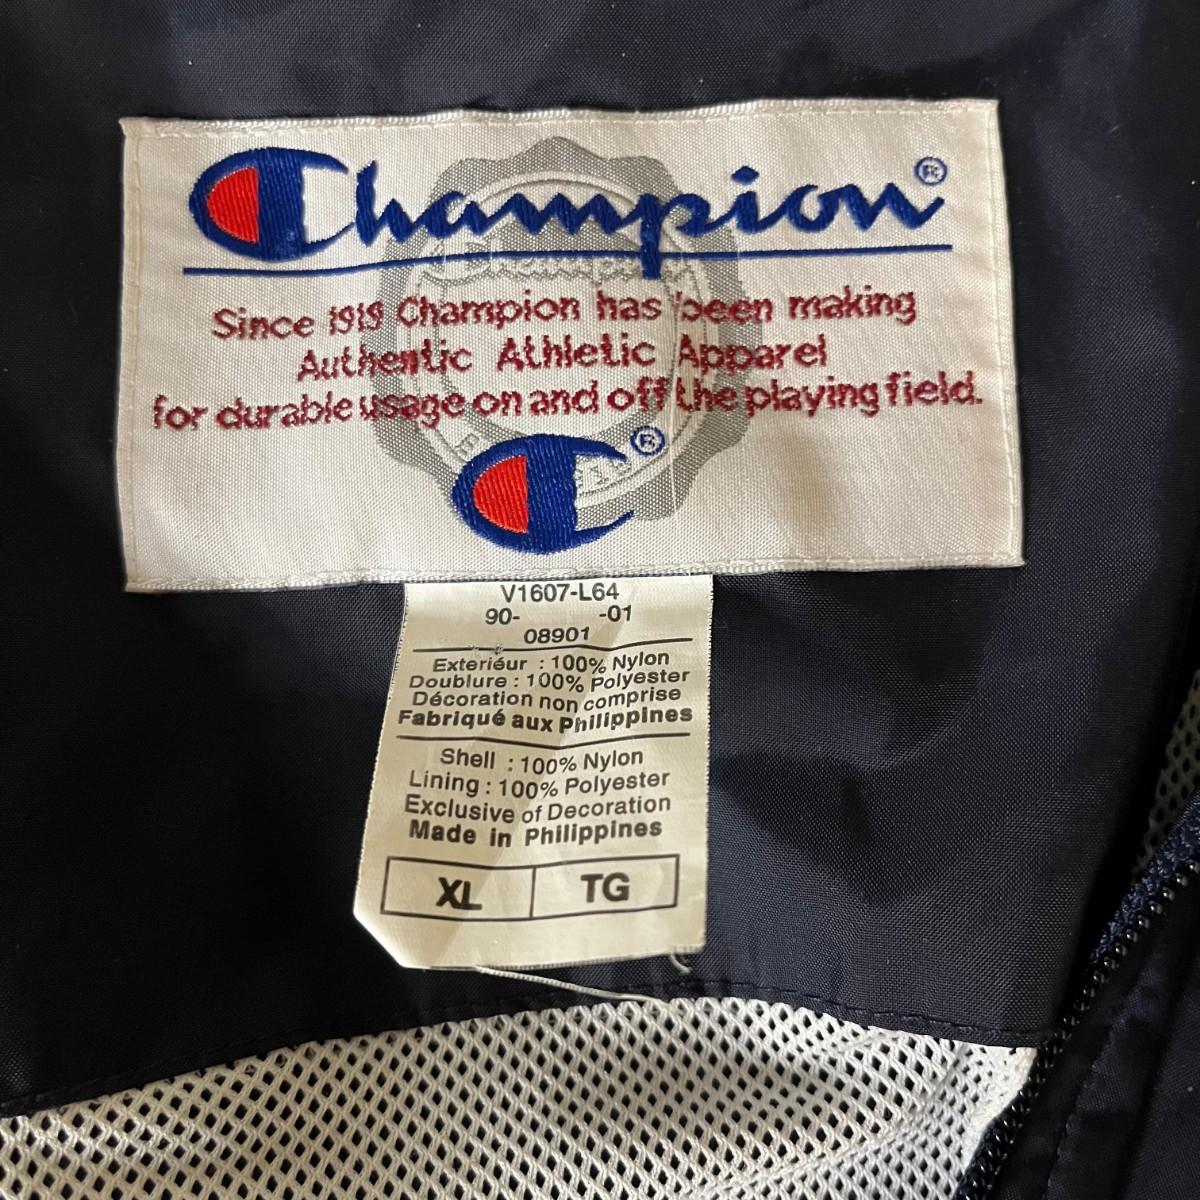 Champion®
Since 1919 Champion has been making
Authentic Athletic Apparel
for durable usage on and off the playing field.
®
V1607-L64
90- -01
08901
Exteriéur : 100% Nylon
Doublure : 100% Polyester
Décoration non comprise
Fabriqué aux Philippines
Shell : 100% Nylon
Lining : 100% Polyester
Exclusive of Decoration
Made in Philippines
XL TG